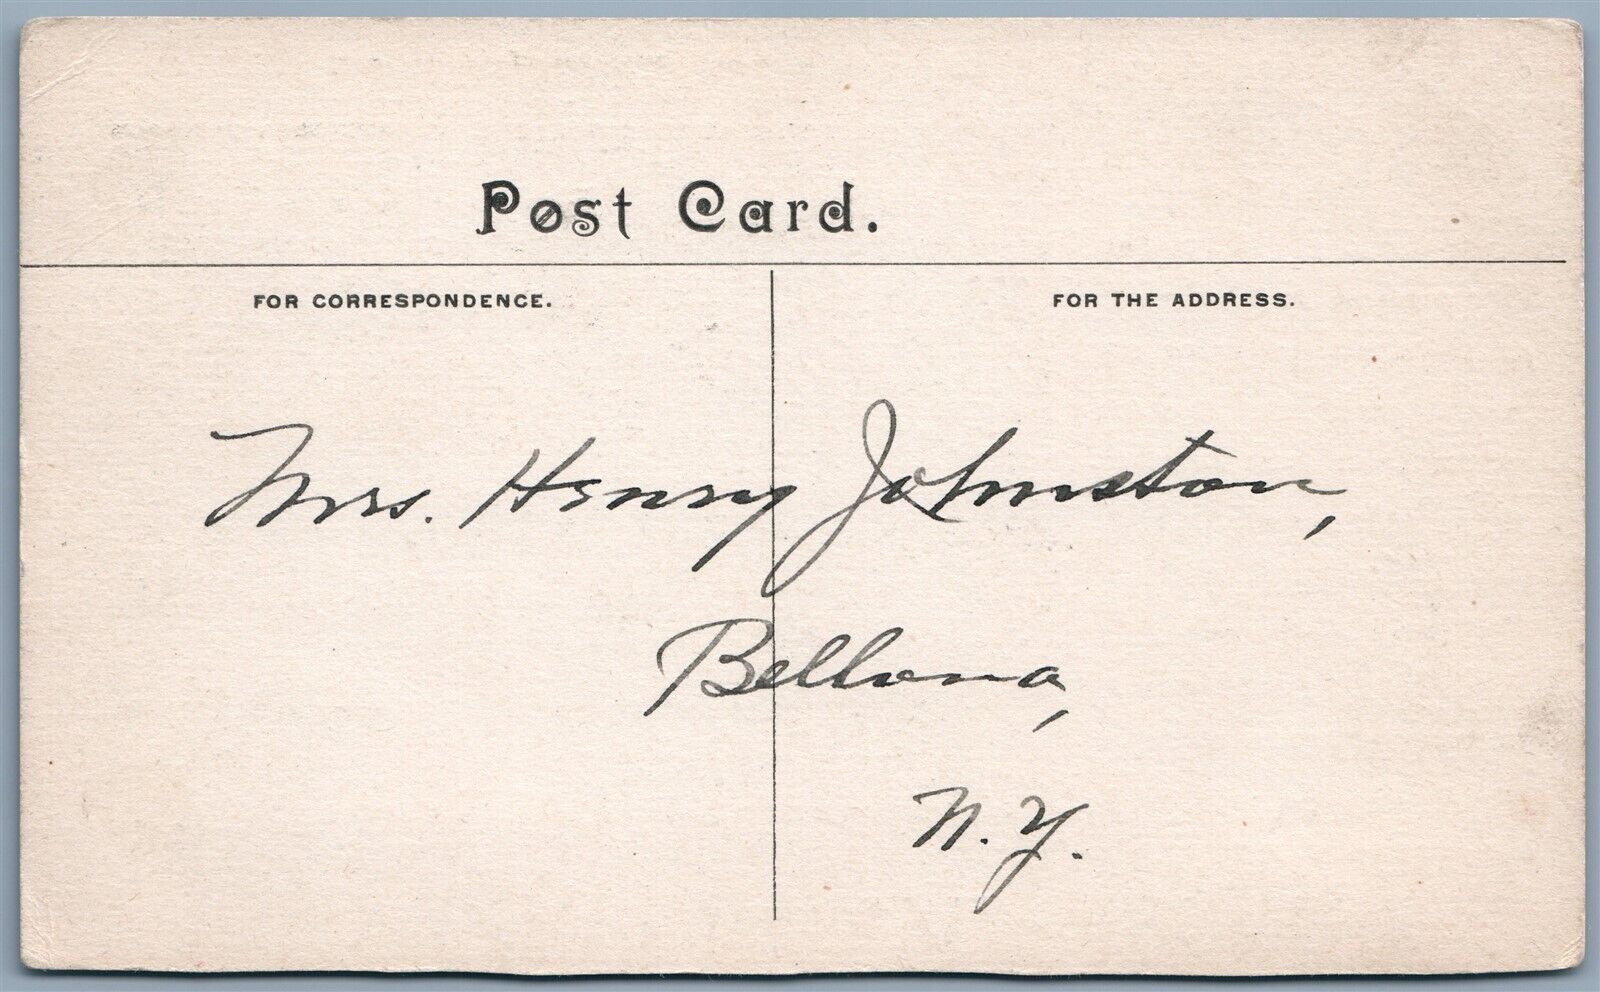 Post Card.
FOR CORRESPONDENCE.
FOR THE ADDRESS.
Mrs. Henry Johnston,
Bellona,
N. Y.